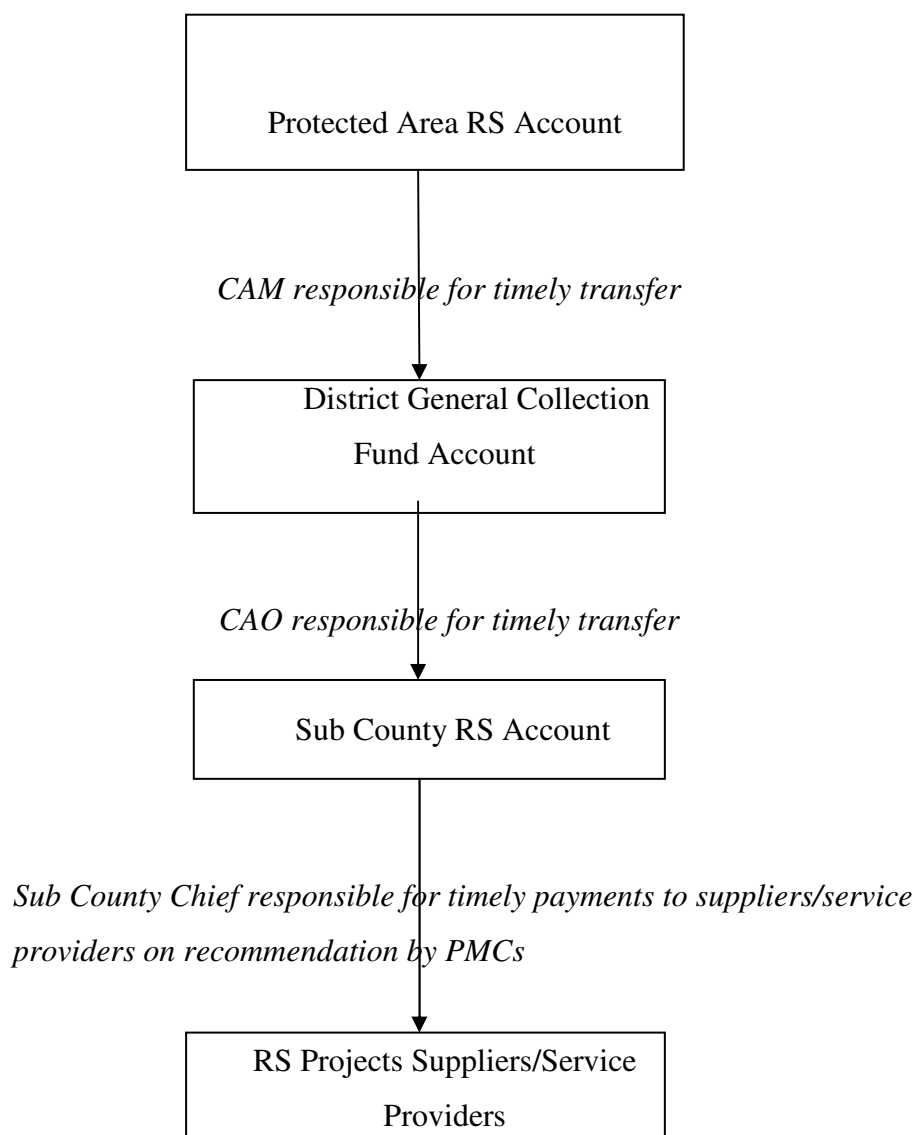 Protected Area RS Account
CAM responsible for timely transfer
District General Collection
Fund Account
CAO responsible for timely transfer
Sub County RS Account
Sub County Chief responsible for timely payments to suppliers/service
providers on recommendation by PMCs
RS Projects Suppliers/Service
Providers